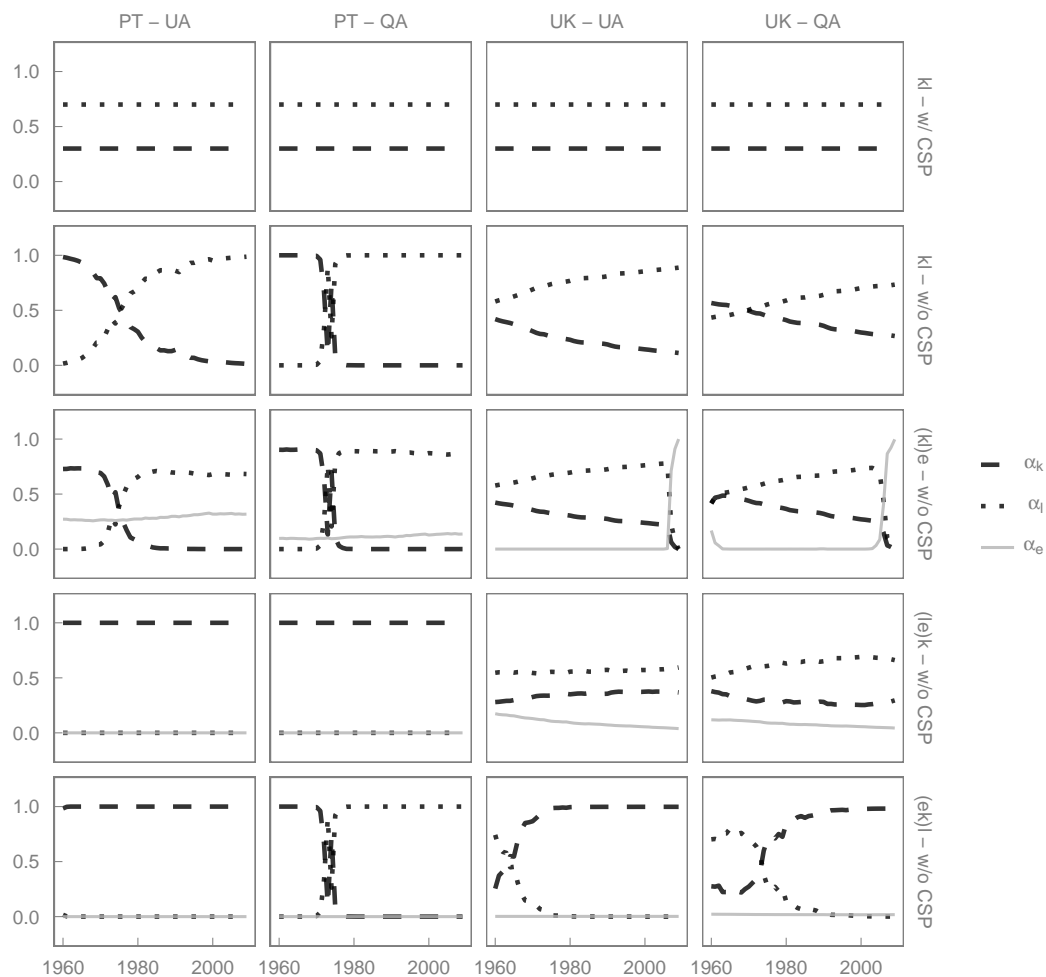 PT – UA PT – QA UK – UA UK – QA
1.0
0.5
0.0
kl – w/ CSP
1.0
0.5
0.0
kl – w/o CSP
1.0
0.5
0.0
(kl)e – w/o CSP
1.0
0.5
0.0
(le)k – w/o CSP
1.0
0.5
0.0
(ek)l – w/o CSP
1960 1980 2000 1960 1980 2000 1960 1980 2000 1960 1980 2000
αk
αl
αe